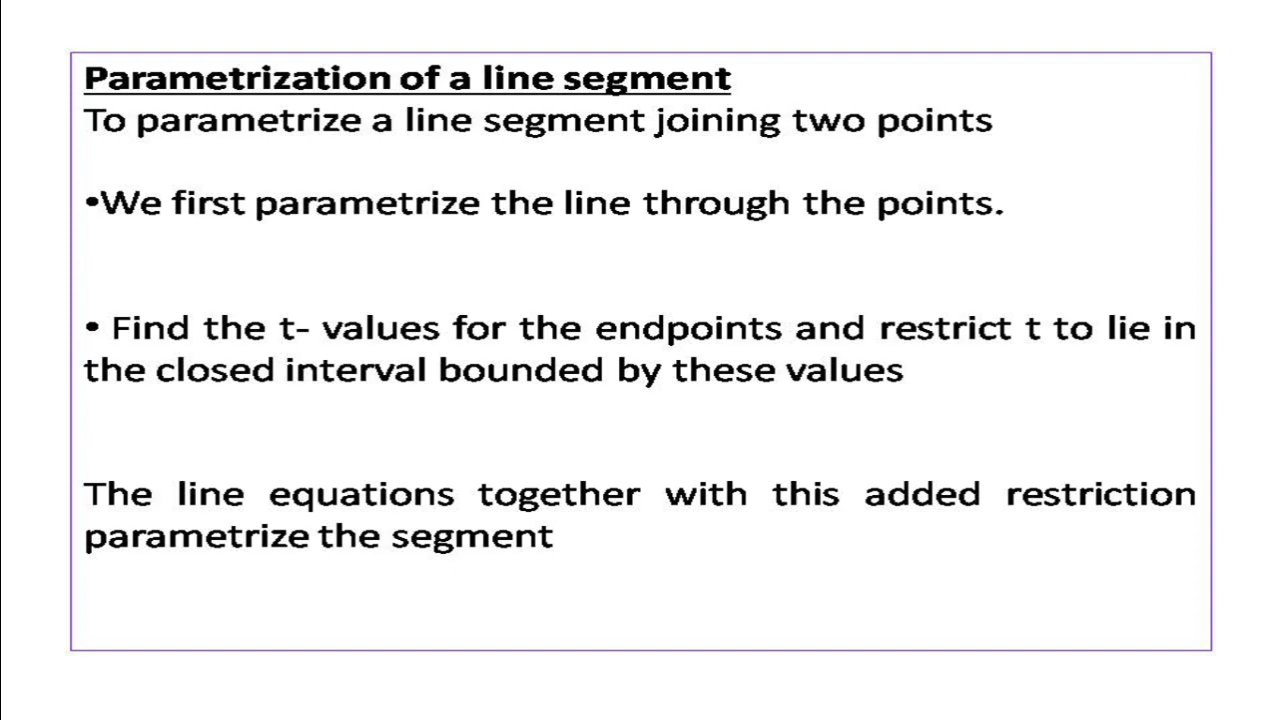 Parametrization of a line segment
To parametrize a line segment joining two points
•We first parametrize the line through the points.
• Find the t- values for the endpoints and restrict t to lie in
the closed interval bounded by these values
The line equations together with this added restriction
parametrize the segment